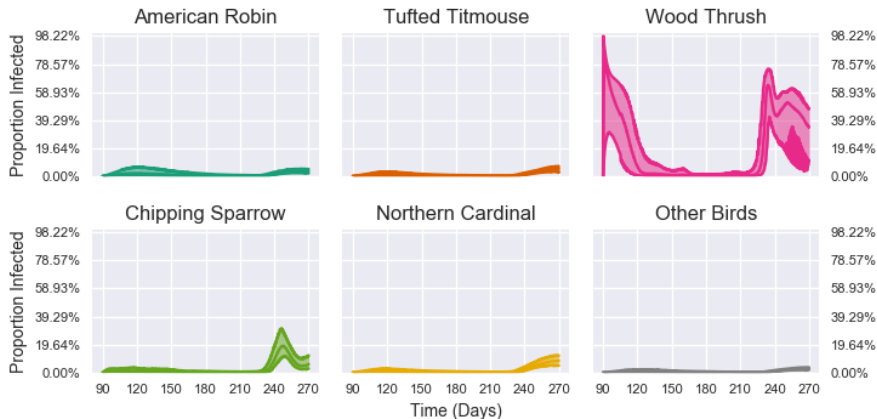 American Robin Tufted Titmouse Wood Thrush
98.22% 98.22%
78.57% 78.57%
58.93% 58.93%
39.29% 39.29%
19.64% 19.64%
0.00% 0.00%
Proportion Infected
Chipping Sparrow Northern Cardinal Other Birds
98.22% 98.22%
78.57% 78.57%
58.93% 58.93%
39.29% 39.29%
19.64% 19.64%
0.00% 0.00%
Proportion Infected
90 120 150 180 210 240 270 90 120 150 180 210 240 270 90 120 150 180 210 240 270
Time (Days)